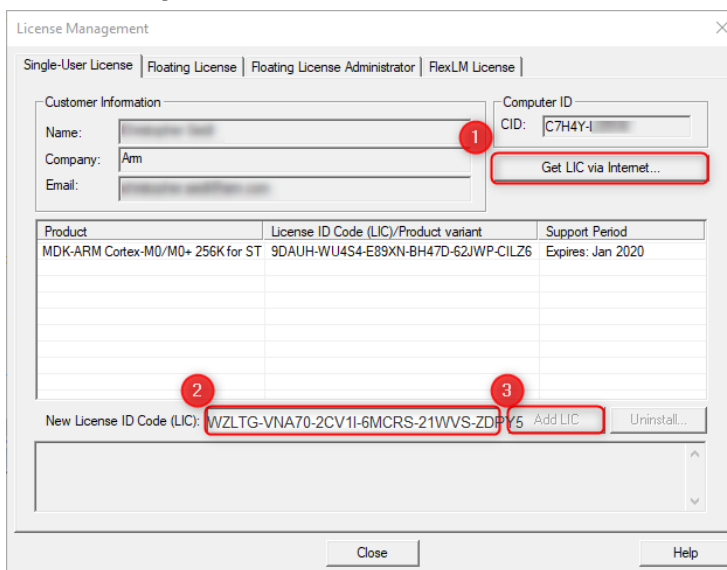 License Management
Single-User License Floating License Floating License Administrator FlexLM License
Customer Information Computer ID
Name: 1 CID: C7H4Y-
Company: Arm Get LIC via Internet...
Email:
Product License ID Code (LIC)/Product variant Support Period
MDK-ARM Cortex-M0/M0+ 256K for ST 9DAUH-WU4S4-E89XN-BH47D-62JWP-CILZ6 Expires: Jan 2020
2 3
New License ID Code (LIC): WZLTG-VNA70-2CV1I-6MCRS-21WVS-ZDPY5 Add LIC Uninstall...
Close Help